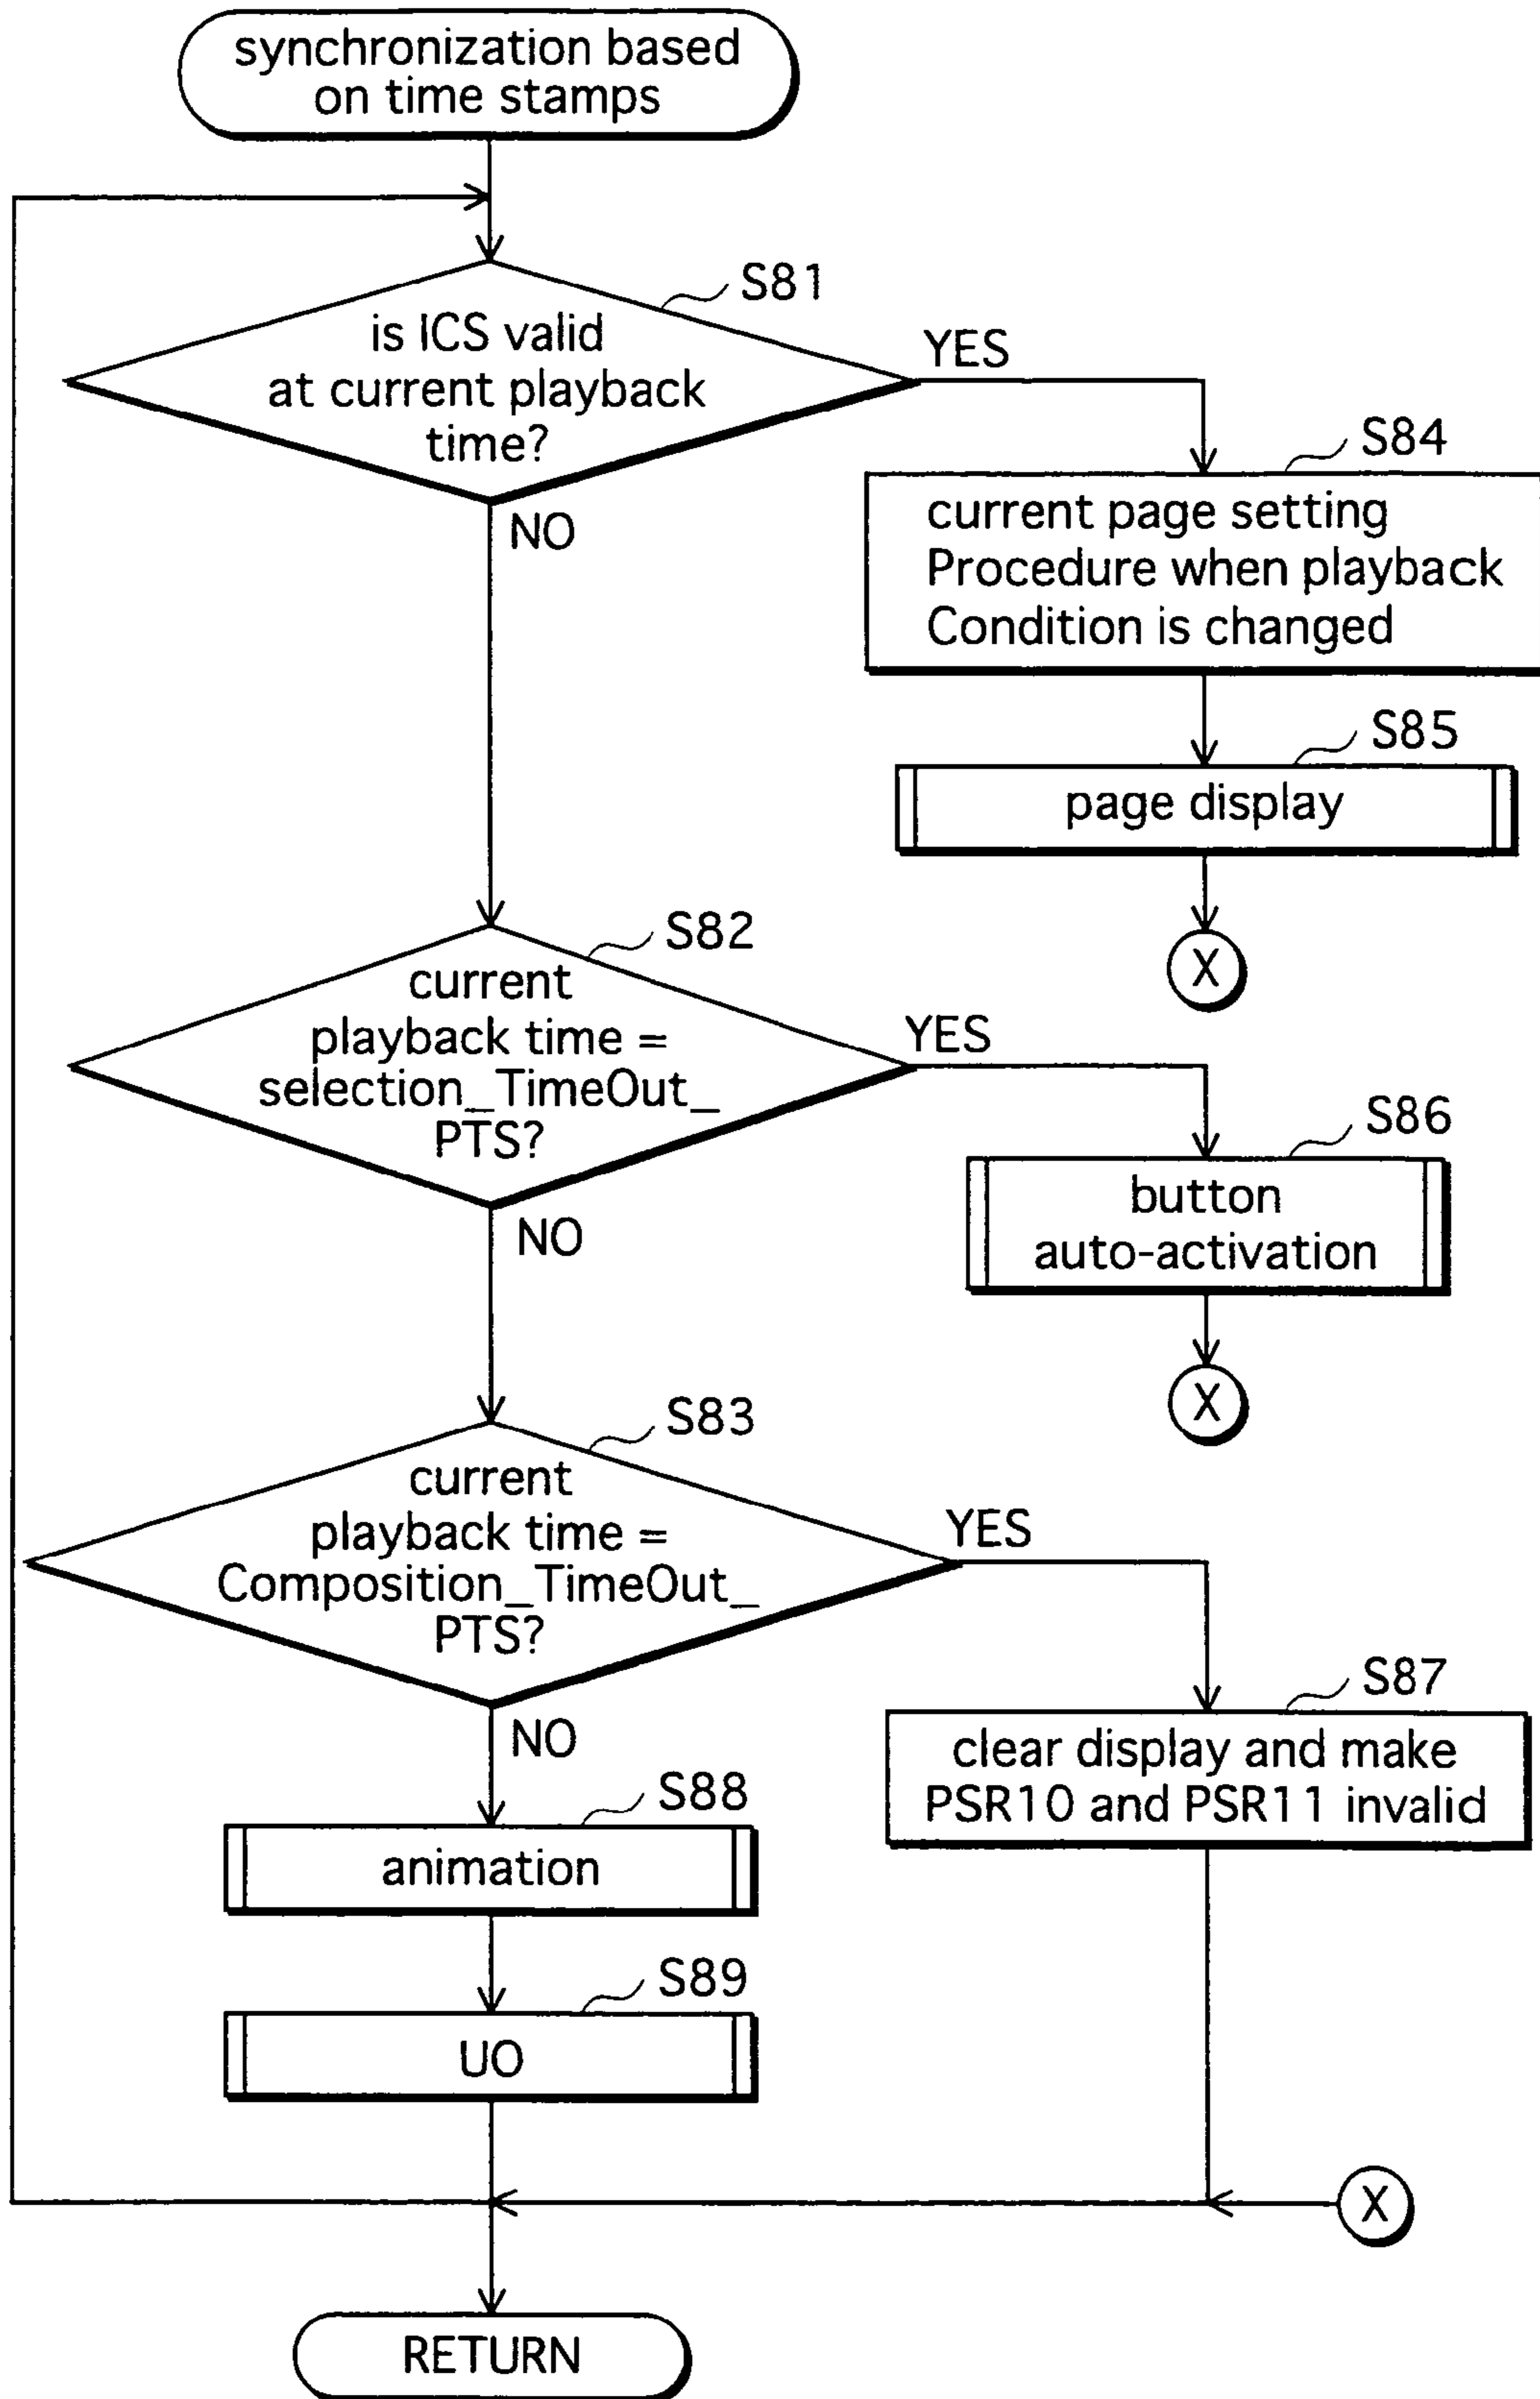 synchronization based
on time stamps
S81
is ICS valid
at current playback
time?
YES
NO
S84
current page setting
Procedure when playback
Condition is changed
S85
page display
X
S82
current
playback time =
selection_TimeOut_
PTS?
YES
NO
S86
button
auto-activation
X
S83
current
playback time =
Composition_TimeOut_
PTS?
YES
NO
S87
clear display and make
PSR10 and PSR11 invalid
S88
animation
S89
UO
X
RETURN